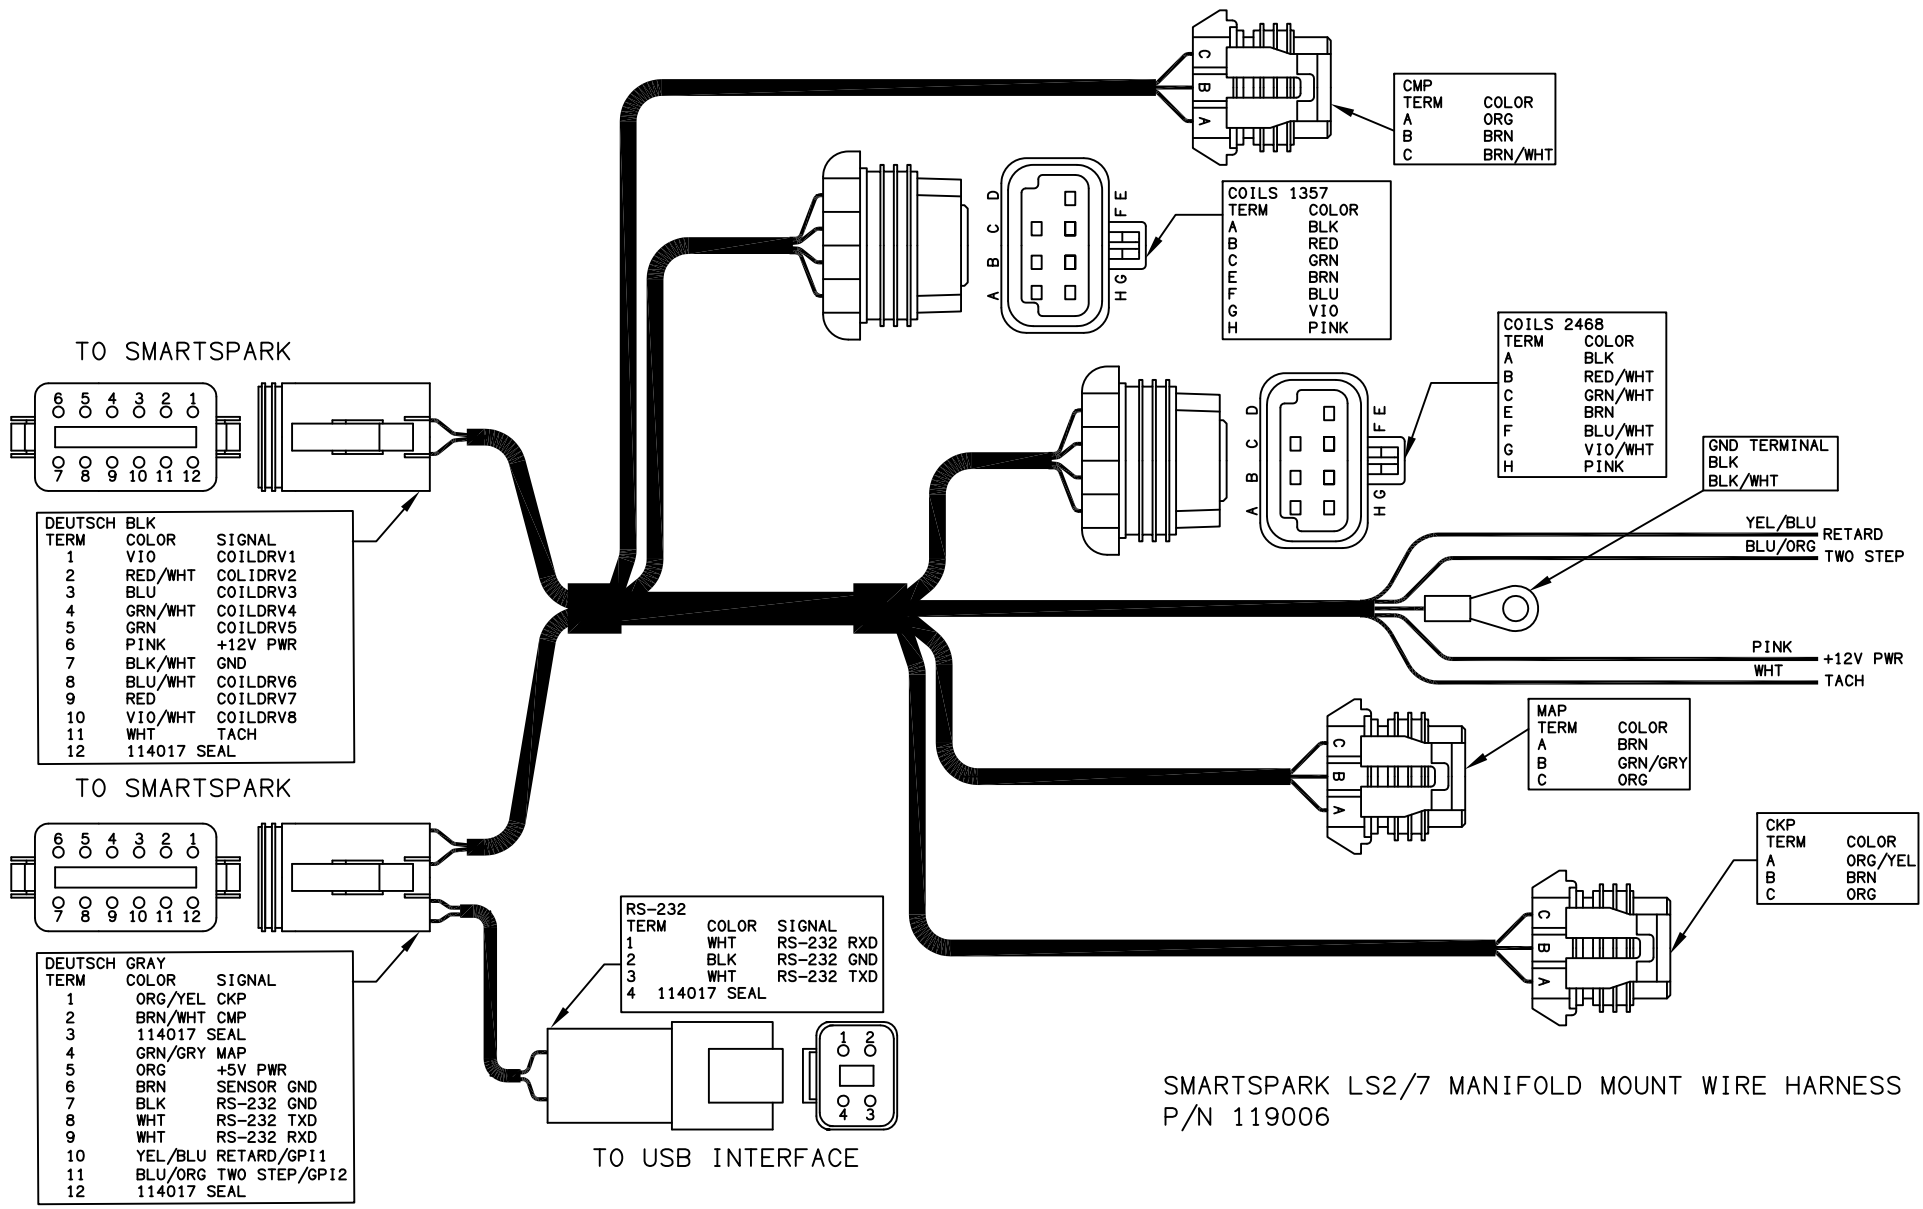 C
B
A
CMP
TERM COLOR
A ORG
B BRN
C BRN/WHT
D C B A
E F G H
COILS 1357
TERM COLOR
A BLK
B RED
C GRN
E BRN
F BLU
G VIO
H PINK
D C B A
E F G H
COILS 2468
TERM COLOR
A BLK
B RED/WHT
C GRN/WHT
E BRN
F BLU/WHT
G VIO/WHT
H PINK
GND TERMINAL
BLK
BLK/WHT
YEL/BLU RETARD
BLU/ORG TWO STEP
PINK +12V PWR
WHT TACH
TO SMARTSPARK
6 5 4 3 2 1
7 8 9 10 11 12
DEUTSCH BLK
TERM COLOR SIGNAL
1 VIO COILDRV1
2 RED/WHT COLIDRV2
3 BLU COILDRV3
4 GRN/WHT COILDRV4
5 GRN COILDRV5
6 PINK +12V PWR
7 BLK/WHT GND
8 BLU/WHT COILDRV6
9 RED COILDRV7
10 VIO/WHT COILDRV8
11 WHT TACH
12 114017 SEAL
TO SMARTSPARK
6 5 4 3 2 1
7 8 9 10 11 12
DEUTSCH GRAY
TERM COLOR SIGNAL
1 ORG/YEL CKP
2 BRN/WHT CMP
3 114017 SEAL
4 GRN/GRY MAP
5 ORG +5V PWR
6 BRN SENSOR GND
7 BLK RS-232 GND
8 WHT RS-232 TXD
9 WHT RS-232 RXD
10 YEL/BLU RETARD/GPI1
11 BLU/ORG TWO STEP/GPI2
12 114017 SEAL
RS-232
TERM COLOR SIGNAL
1 WHT RS-232 RXD
2 BLK RS-232 GND
3 WHT RS-232 TXD
4 114017 SEAL
1 2
4 3
TO USB INTERFACE
C
B
A
MAP
TERM COLOR
A BRN
B GRN/GRY
C ORG
C
B
A
CKP
TERM COLOR
A ORG/YEL
B BRN
C ORG
SMARTSPARK LS2/7 MANIFOLD MOUNT WIRE HARNESS
P/N 119006